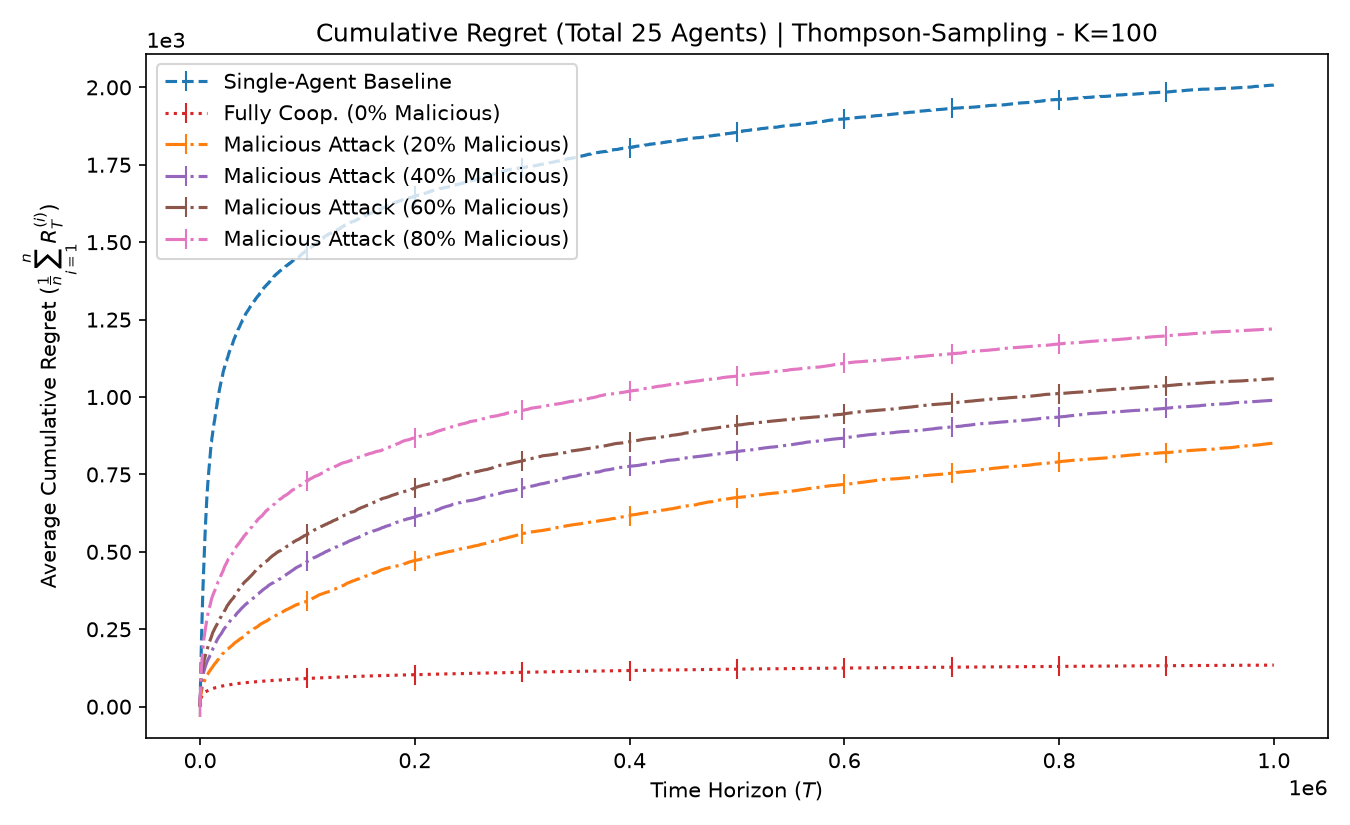 Cumulative Regret (Total 25 Agents) | Thompson-Sampling - K=100
1e3
2.00
1.75
1.50
1.25
1.00
0.75
0.50
0.25
0.00
Average Cumulative Regret ($\frac{1}{n}\sum_{i=1}^{n} R_T^{(i)}$)
Single-Agent Baseline
Fully Coop. (0% Malicious)
Malicious Attack (20% Malicious)
Malicious Attack (40% Malicious)
Malicious Attack (60% Malicious)
Malicious Attack (80% Malicious)
0.0 0.2 0.4 0.6 0.8 1.0
1e6
Time Horizon (T)